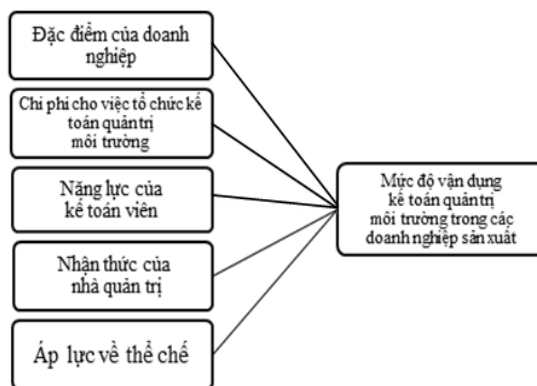 Đặc điểm của doanh
nghiệp
Chi phí cho việc tổ chức kế
toán quản trị
môi trường
Năng lực của
kế toán viên
Nhận thức của
nhà quản trị
Áp lực về thể chế
Mức độ vận dụng
kế toán quản trị
môi trường trong các
doanh nghiệp sản xuất